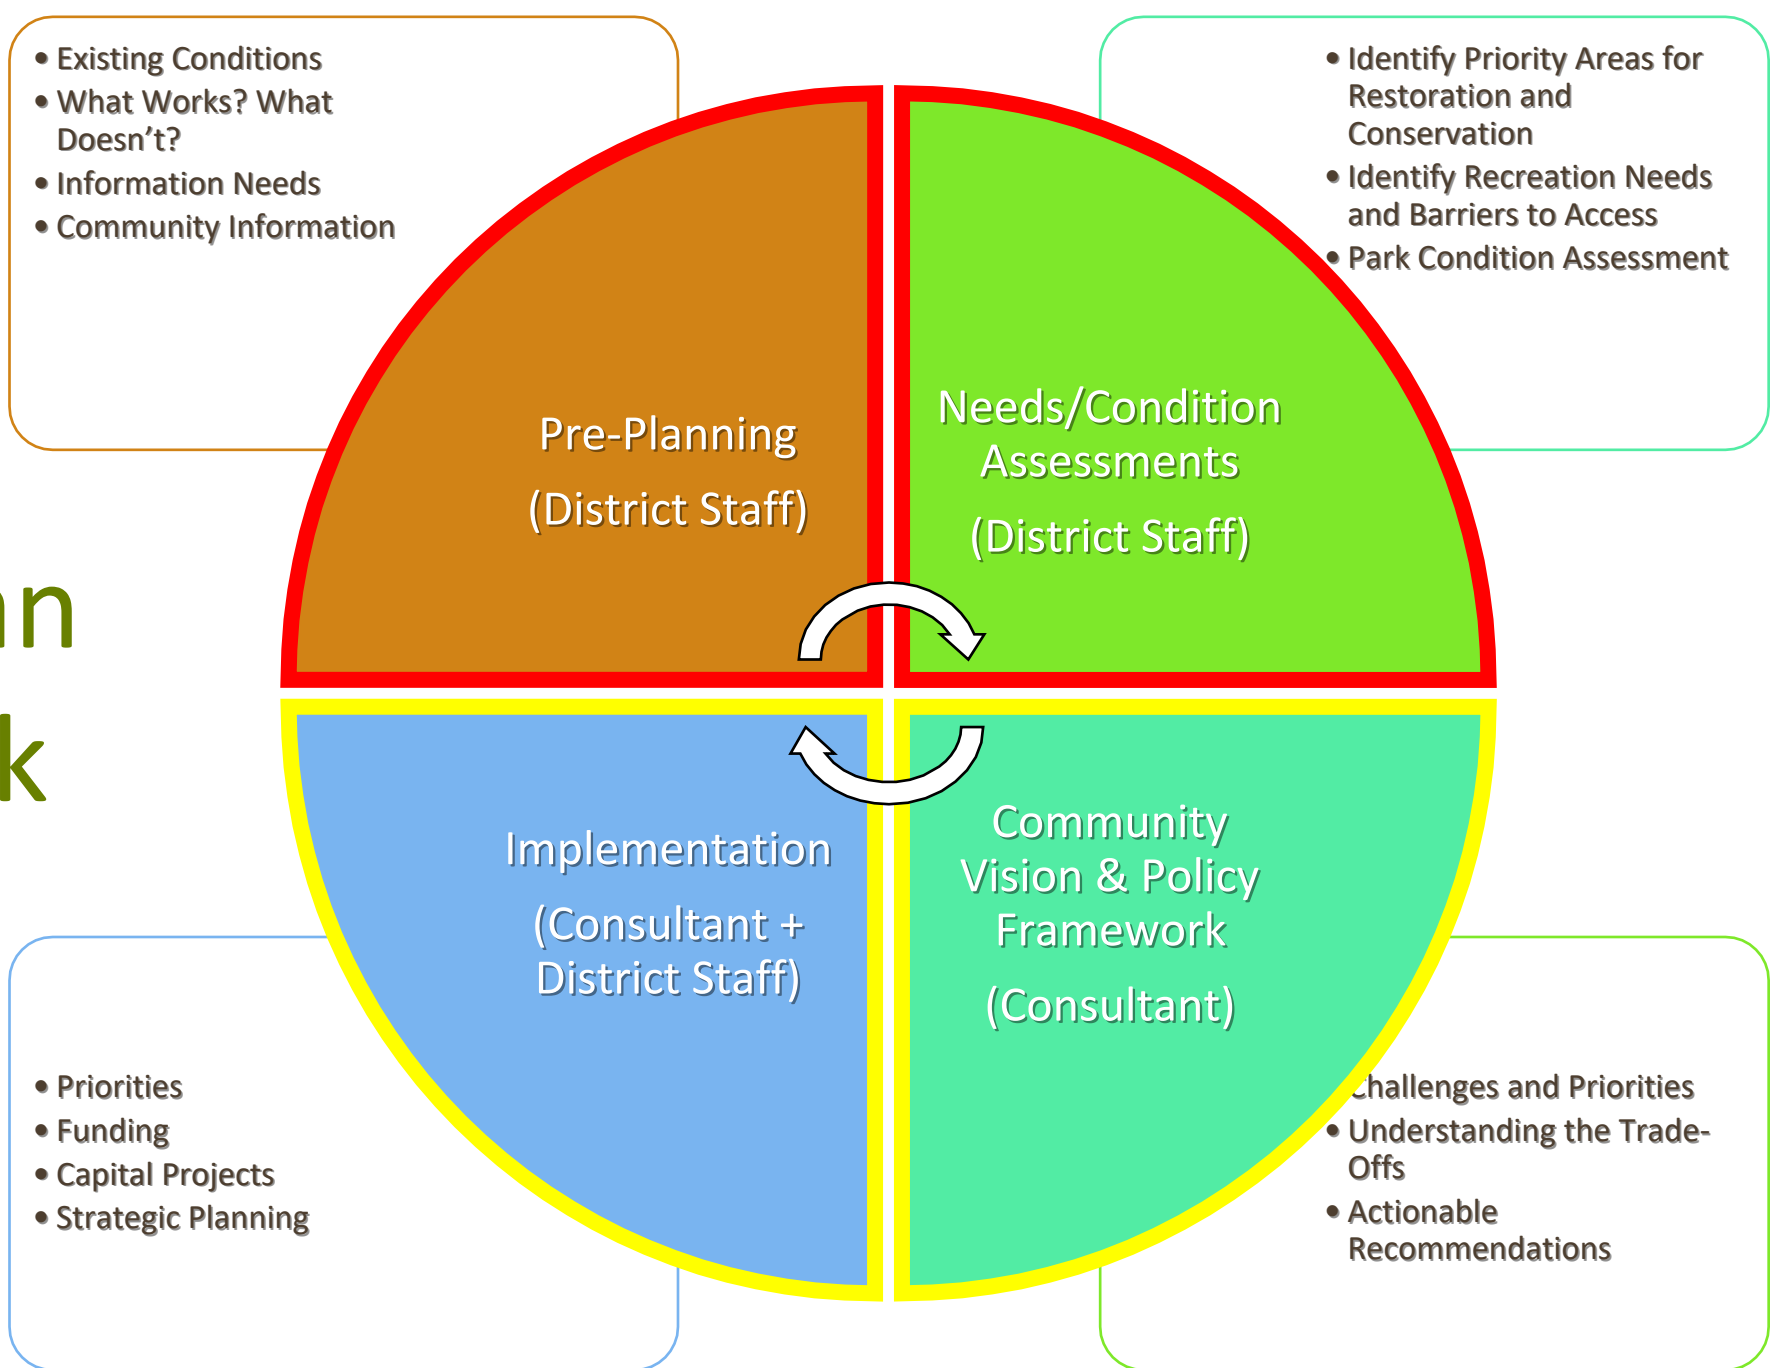 • Existing Conditions
• What Works? What
Doesn’t?
• Information Needs
• Community Information
• Identify Priority Areas for
Restoration and
Conservation
• Identify Recreation Needs
and Barriers to Access
• Park Condition Assessment
Pre-Planning
(District Staff)
Needs/Condition
Assessments
(District Staff)
an
k
Implementation
(Consultant +
District Staff)
Community
Vision & Policy
Framework
(Consultant)
• Priorities
• Funding
• Capital Projects
• Strategic Planning
Challenges and Priorities
• Understanding the Trade-
Offs
• Actionable
Recommendations